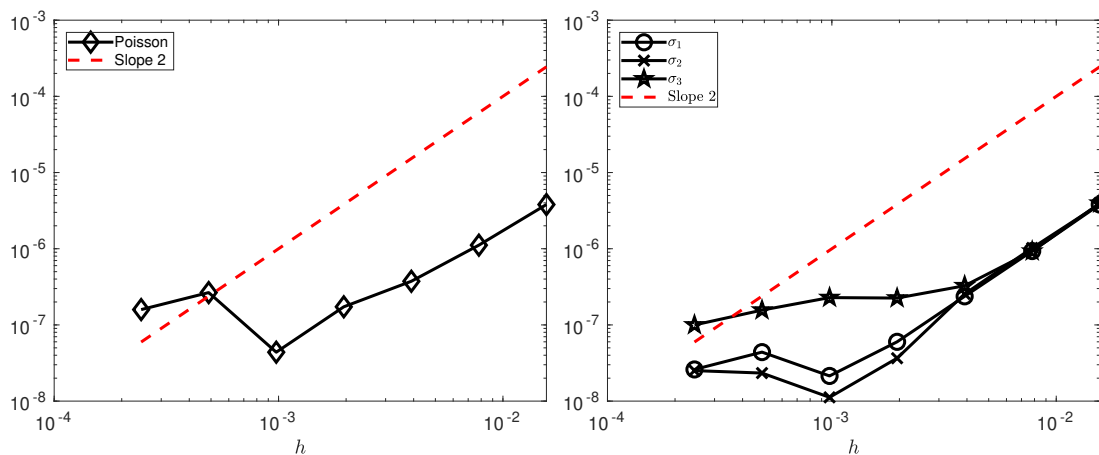 10⁻³
10⁻⁴
10⁻⁵
10⁻⁶
10⁻⁷
10⁻⁸
Poisson
Slope 2
10⁻⁴
10⁻³
10⁻²
h
10⁻³
10⁻⁴
10⁻⁵
10⁻⁶
10⁻⁷
10⁻⁸
σ₁
σ₂
σ₃
Slope 2
10⁻⁴
10⁻³
10⁻²
h